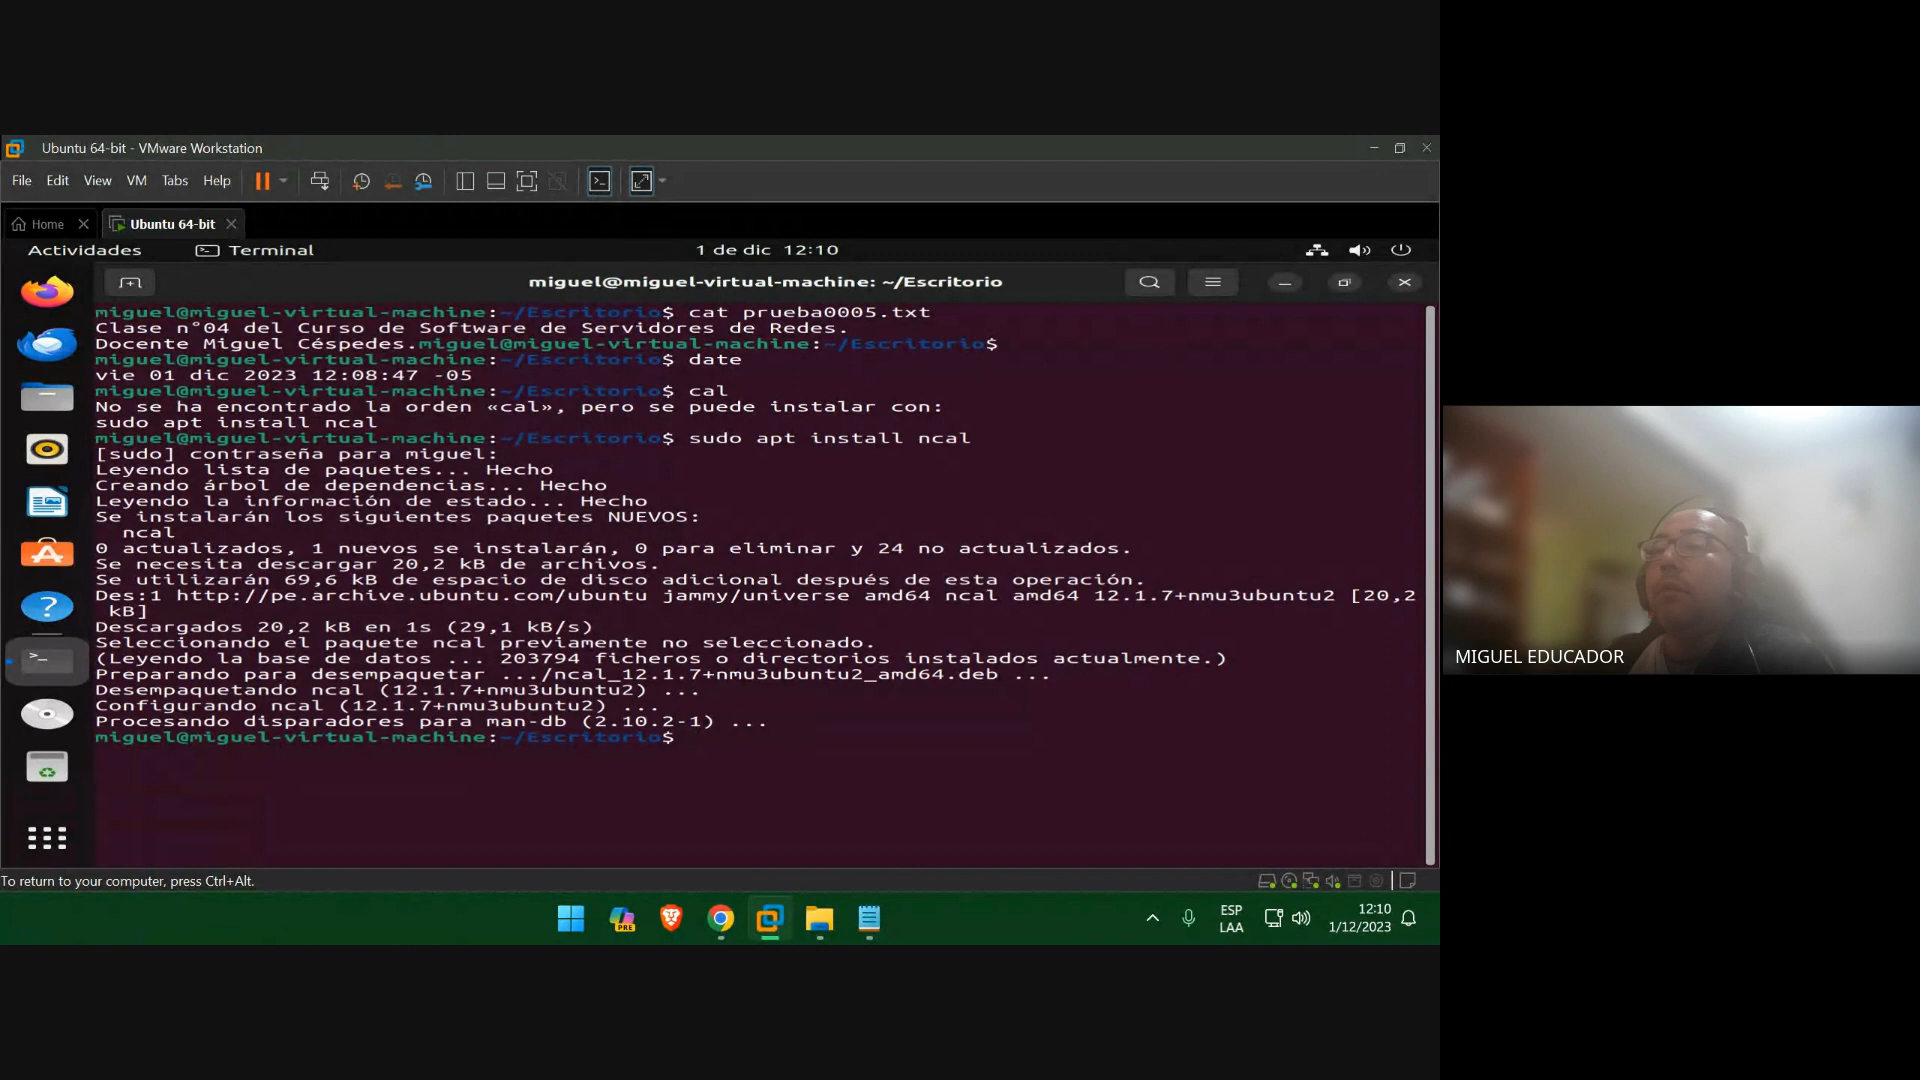 Ubuntu 64-bit - VMware Workstation
File Edit View VM Tabs Help
Home
Ubuntu 64-bit
Actividades Terminal 1 de dic 12:10
miguel@miguel-virtual-machine: ~/Escritorio
miguel@miguel-virtual-machine:~/Escritorio$ cat prueba0005.txt
Clase n°04 del Curso de Software de Servidores de Redes.
Docente Miguel Céspedes.miguel@miguel-virtual-machine:~/Escritorio$
miguel@miguel-virtual-machine:~/Escritorio$ date
vie 01 dic 2023 12:08:47 -05
miguel@miguel-virtual-machine:~/Escritorio$ cal
No se ha encontrado la orden «cal», pero se puede instalar con:
sudo apt install ncal
miguel@miguel-virtual-machine:~/Escritorio$ sudo apt install ncal
[sudo] contraseña para miguel:
Leyendo lista de paquetes... Hecho
Creando árbol de dependencias... Hecho
Leyendo la información de estado... Hecho
Se instalarán los siguientes paquetes NUEVOS:
ncal
0 actualizados, 1 nuevos se instalarán, 0 para eliminar y 24 no actualizados.
Se necesita descargar 20,2 kB de archivos.
Se utilizarán 69,6 kB de espacio de disco adicional después de esta operación.
Des:1 http://pe.archive.ubuntu.com/ubuntu jammy/universe amd64 ncal amd64 12.1.7+nmu3ubuntu2 [20,2
kB]
Descargados 20,2 kB en 1s (29,1 kB/s)
Seleccionando el paquete ncal previamente no seleccionado.
(Leyendo la base de datos ... 203794 ficheros o directorios instalados actualmente.)
Preparando para desempaquetar .../ncal_12.1.7+nmu3ubuntu2_amd64.deb ...
Desempaquetando ncal (12.1.7+nmu3ubuntu2) ...
Configurando ncal (12.1.7+nmu3ubuntu2) ...
Procesando disparadores para man-db (2.10.2-1) ...
miguel@miguel-virtual-machine:~/Escritorio$
MIGUEL EDUCADOR
To return to your computer, press Ctrl+Alt.
PRE
ESP
LAA
12:10
1/12/2023